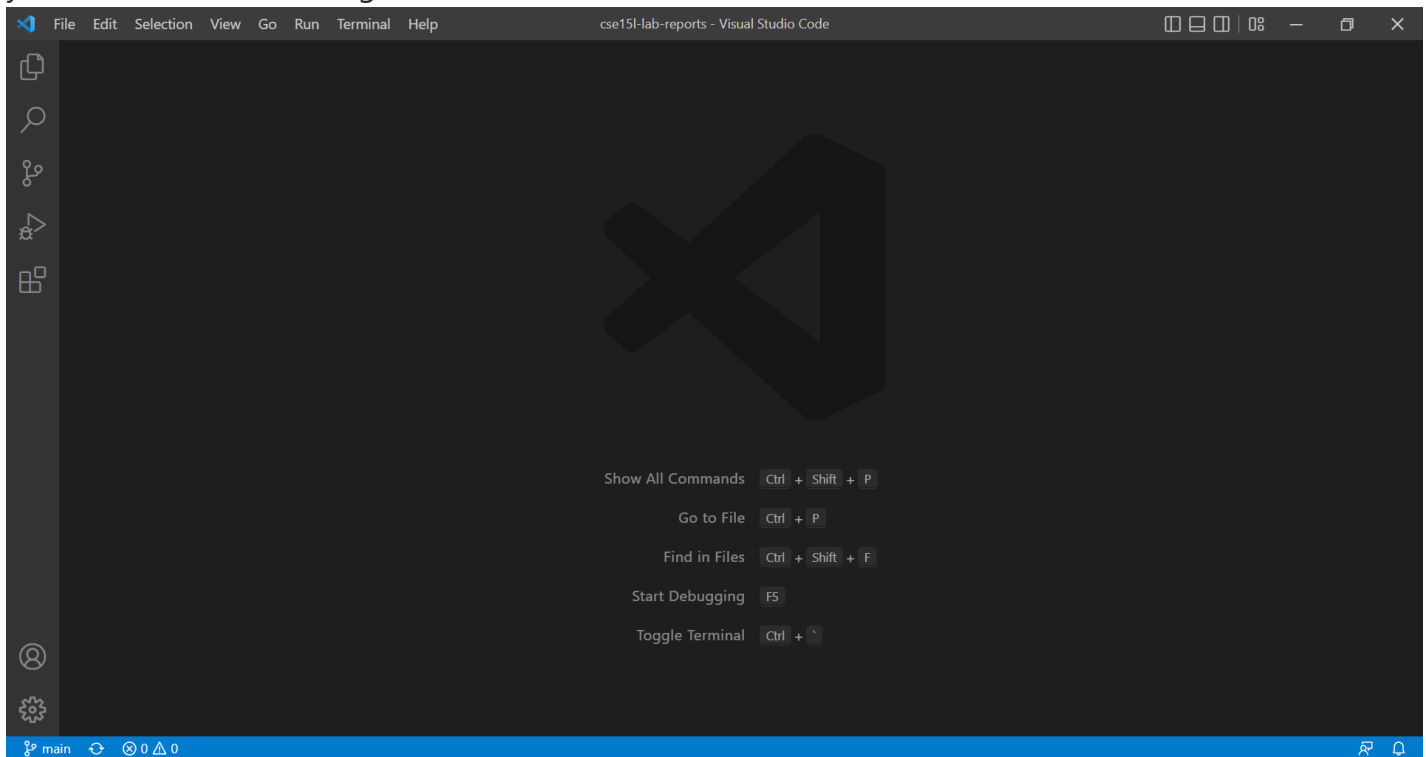 File Edit Selection View Go Run Terminal Help cse15l-lab-reports - Visual Studio Code
Show All Commands Ctrl + Shift + P
Go to File Ctrl + P
Find in Files Ctrl + Shift + F
Start Debugging F5
Toggle Terminal Ctrl + `
main 0 0